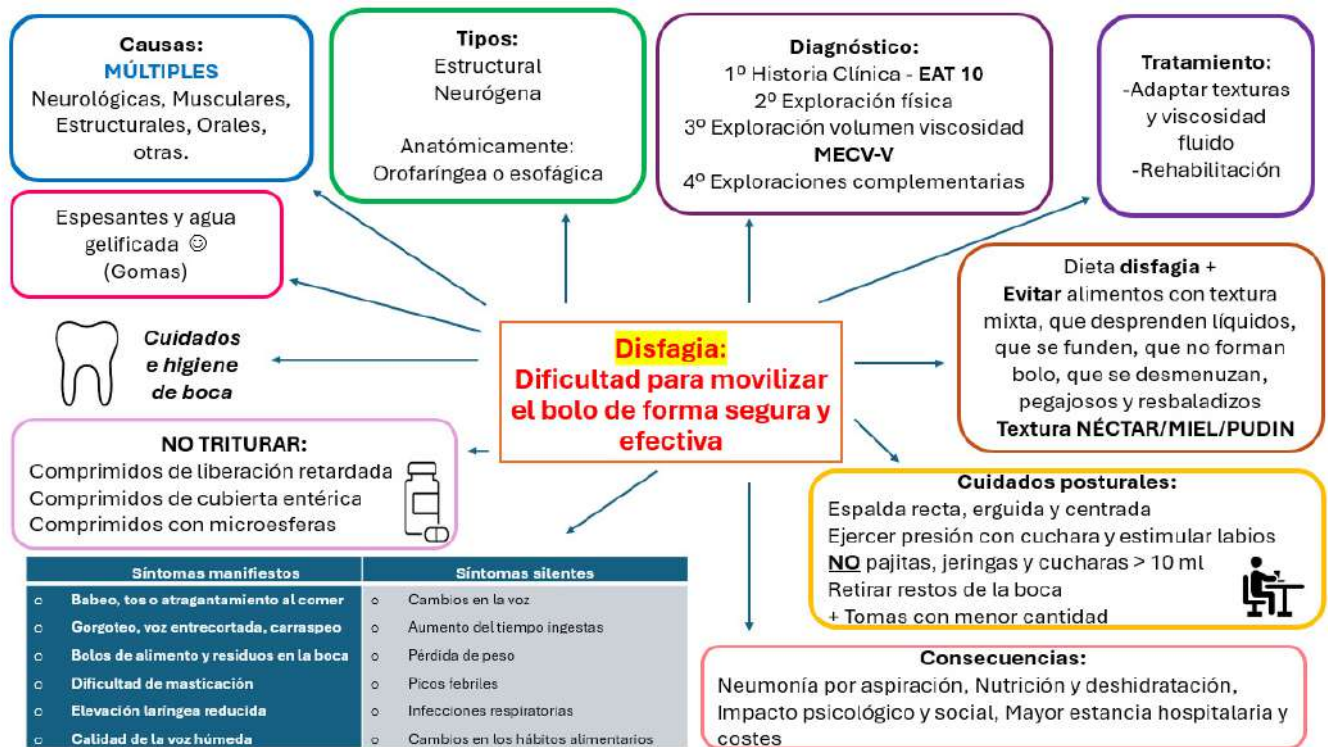 Causas:
MÚLTIPLES
Neurológicas, Musculares,
Estructurales, Orales,
otras.
Tipos:
Estructural
Neurógena
Anatómicamente:
Orofaríngea o esofágica
Diagnóstico:
1º Historia Clínica - EAT 10
2º Exploración física
3º Exploración volumen viscosidad
MECV-V
4º Exploraciones complementarias
Tratamiento:
-Adaptar texturas
y viscosidad
fluido
-Rehabilitación
Espesantes y agua
gelificada ☺
(Gomas)
Cuidados
e higiene
de boca
Disfagia:
Dificultad para movilizar
el bolo de forma segura y
efectiva
Dieta disfagia +
Evitar alimentos con textura
mixta, que desprenden líquidos,
que se funden, que no forman
bolo, que se desmenuzan,
pegajosos y resbaladizos
Textura NÉCTAR/MIEL/PUDIN
NO TRITURAR:
Comprimidos de liberación retardada
Comprimidos de cubierta entérica
Comprimidos con microesferas
Cuidados posturales:
Espalda recta, erguida y centrada
Ejercer presión con cuchara y estimular labios
NO pajitas, jeringas y cucharas > 10 ml
Retirar restos de la boca
+ Tomas con menor cantidad
Síntomas manifiestos
o Babeo, tos o atragantamiento al comer
o Gorgoteo, voz entrecortada, carraspeo
o Bolos de alimento y residuos en la boca
o Dificultad de masticación
o Elevación laríngea reducida
o Calidad de la voz húmeda
Síntomas silentes
o Cambios en la voz
o Aumento del tiempo ingestas
o Pérdida de peso
o Picos febriles
o Infecciones respiratorias
o Cambios en los hábitos alimentarios
Consecuencias:
Neumonía por aspiración, Nutrición y deshidratación,
Impacto psicológico y social, Mayor estancia hospitalaria y
costes